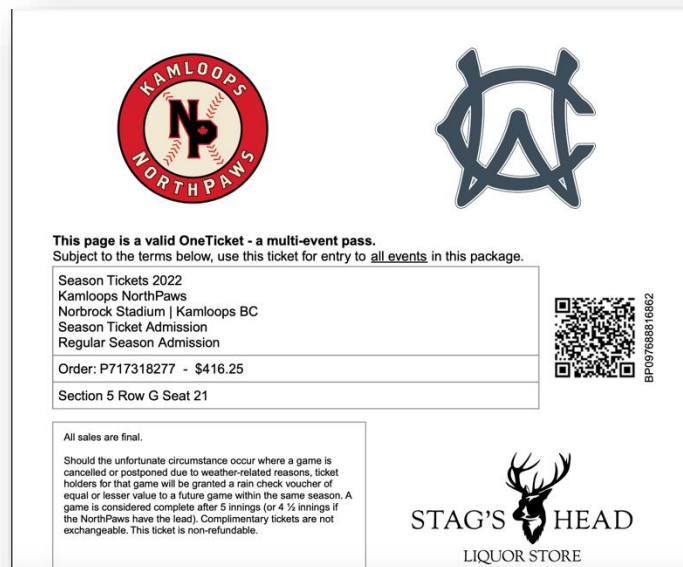 KAMLOOPS
NP
NORTHPAWS
WC
This page is a valid OneTicket - a multi-event pass.
Subject to the terms below, use this ticket for entry to all events in this package.
Season Tickets 2022
Kamloops NorthPaws
Norbrock Stadium | Kamloops BC
Season Ticket Admission
Regular Season Admission
Order: P717318277 - $416.25
Section 5 Row G Seat 21
BP097688816862
All sales are final.
Should the unfortunate circumstance occur where a game is
cancelled or postponed due to weather-related reasons, ticket
holders for that game will be granted a rain check voucher of
equal or lesser value to a future game within the same season. A
game is considered complete after 5 innings (or 4 ½ innings if
the NorthPaws have the lead). Complimentary tickets are not
exchangeable. This ticket is non-refundable.
STAG'S HEAD
LIQUOR STORE